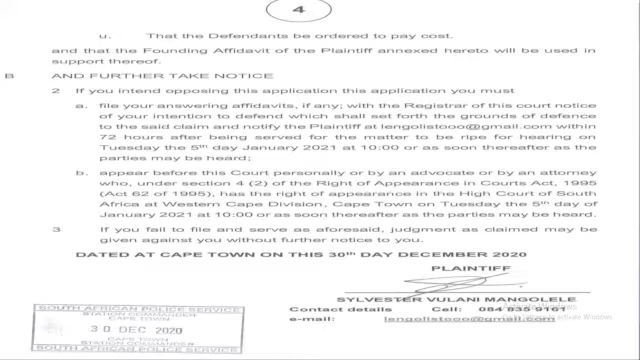 4
u. That the Defendants be ordered to pay cost.
and that the Founding Affidavit of the Plaintiff annexed hereto will be used in
support thereof.
B AND FURTHER TAKE NOTICE
2 If you intend opposing this application this application you must
a. file your answering affidavits, if any; with the Registrar of this court notice
of your intention to defend which shall set forth the grounds of defence
to the said claim and notify the Plaintiff at lengolistooo@gmail.com within
72 hours after being served for the matter to be ripe for hearing on
Tuesday the 5th day January 2021 at 10:00 or as soon thereafter as
the parties may be heard;
b. appear before this Court personally or by an advocate or by an attorney
who, under section 4 (2) of the Right of Appearance in Courts Act, 1995
(Act 62 of 1995), has the right of appearance in the High Court of South
Africa at Western Cape Division, Cape Town on Tuesday the 5th day of
January 2021 at 10:00 or as soon thereafter as the parties may be heard.
3 If you fail to file and serve as aforesaid, judgment as claimed may be
given against you without further notice to you.
DATED AT CAPE TOWN ON THIS 30th DAY DECEMBER 2020
PLAINTIFF
SYLVESTER VULANI MANGOLELE
Contact details Cell: 084 835 9161
e-mail: lengolistooo@gmail.com
SOUTH AFRICAN POLICE SERVICE
STATION COMMANDER
CAPE TOWN
30 DEC 2020
CAPE TOWN
STATION COMMANDER
SOUTH AFRICAN POLICE SERVICE